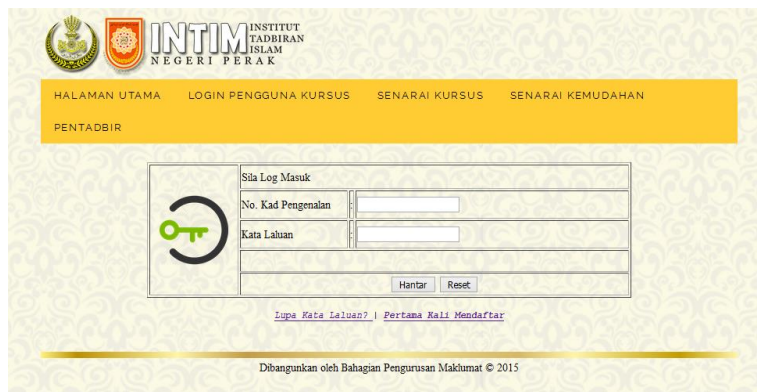 INTIM INSTITUT
TADBIRAN
ISLAM
NEGERI PERAK
HALAMAN UTAMA LOGIN PENGGUNA KURSUS SENARAI KURSUS SENARAI KEMUDAHAN
PENTADBIR
Sila Log Masuk
No. Kad Pengenalan :
Kata Laluan :
Hantar Reset
Lupa Kata Laluan? | Pertama Kali Mendaftar
Dibangunkan oleh Bahagian Pengurusan Maklumat © 2015